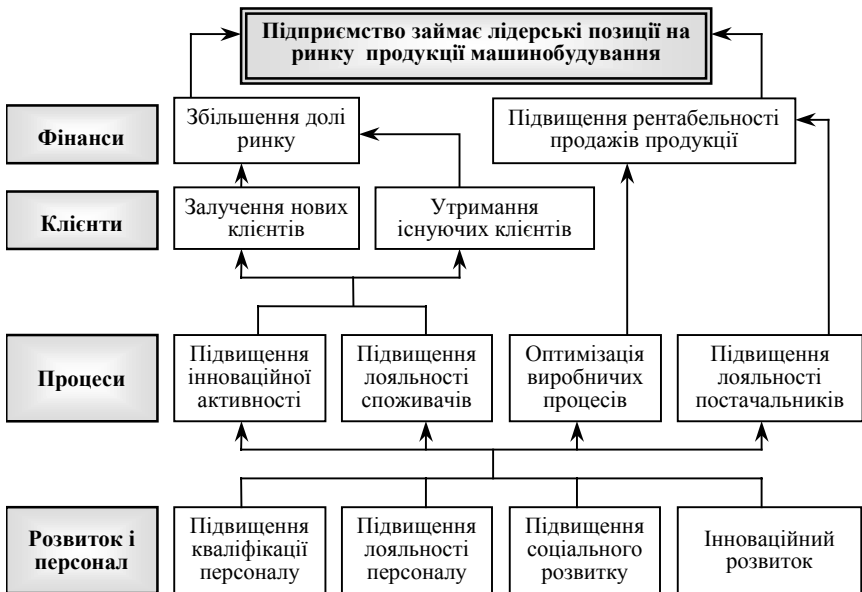 Підприємство займає лідерські позиції на
ринку продукції машинобудування
Фінанси
Збільшення долі
ринку
Підвищення рентабельності
продажів продукції
Клієнти
Залучення нових
клієнтів
Утримання
існуючих клієнтів
Процеси
Підвищення
інноваційної
активності
Підвищення
лояльності
споживачів
Оптимізація
виробничих
процесів
Підвищення
лояльності
постачальників
Розвиток і
персонал
Підвищення
кваліфікації
персоналу
Підвищення
лояльності
персоналу
Підвищення
соціального
розвитку
Інноваційний
розвиток